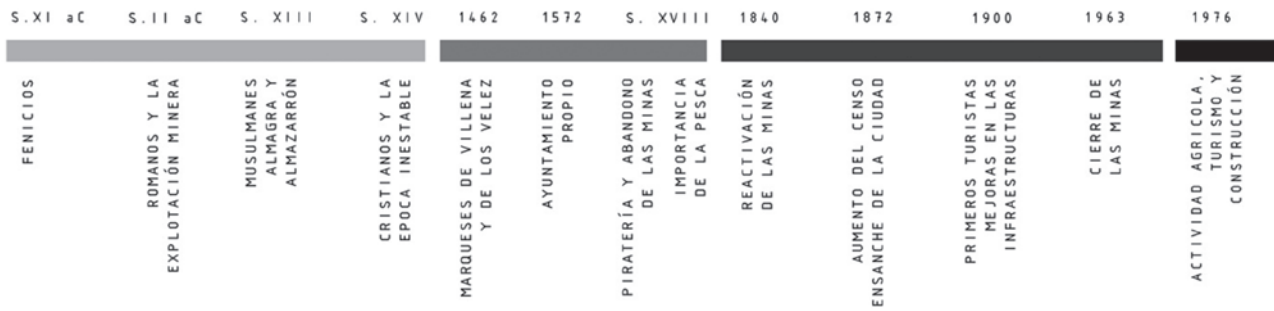 S.XI aC
S.II aC
S. XIII
S. XIV
1462
1572
S. XVIII
1840
1872
1900
1963
1976
FENICIOS
ROMANOS Y LA
EXPLOTACIÓN MINERA
MUSULMANES
ALMAGRA Y
ALMAZARRÓN
CRISTIANOS Y LA
EPOCA INESTABLE
MARQUESES DE VILLENA
Y DE LOS VELEZ
AYUNTAMIENTO
PROPIO
PIRATERÍA Y ABANDONO
DE LAS MINAS
IMPORTANCIA
DE LA PESCA
REACTIVACIÓN
DE LAS MINAS
AUMENTO DEL CENSO
ENSANCHE DE LA CIUDAD
PRIMEROS TURISTAS
MEJORAS EN LAS
INFRAESTRUCTURAS
CIERRE DE
LAS MINAS
ACTIVIDAD AGRICOLA,
TURISMO Y
CONSTRUCCIÓN